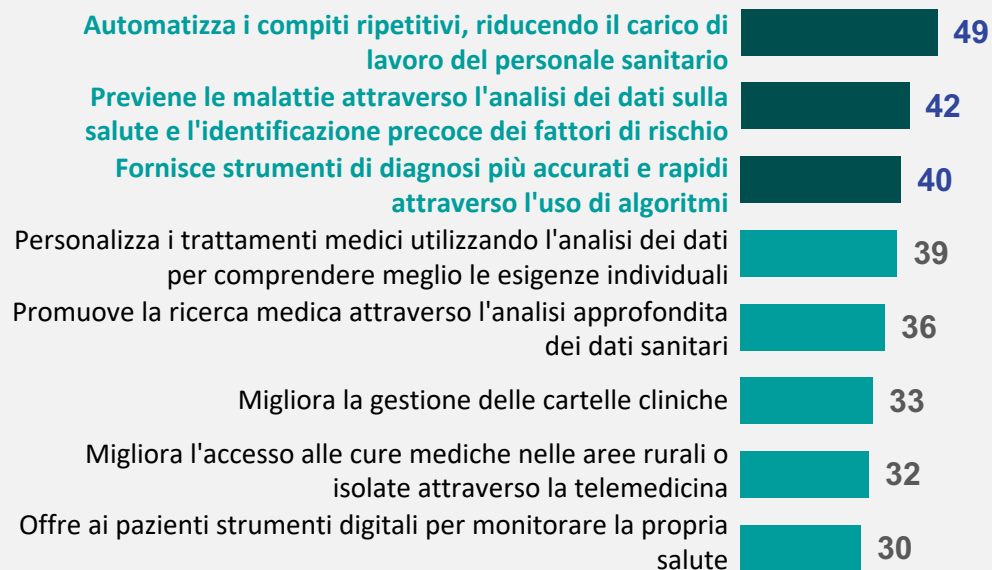 Automatizza i compiti ripetitivi, riducendo il carico di
lavoro del personale sanitario
49
Previene le malattie attraverso l'analisi dei dati sulla
salute e l'identificazione precoce dei fattori di rischio
42
Fornisce strumenti di diagnosi più accurati e rapidi
attraverso l'uso di algoritmi
40
Personalizza i trattamenti medici utilizzando l'analisi dei dati
per comprendere meglio le esigenze individuali
39
Promuove la ricerca medica attraverso l'analisi approfondita
dei dati sanitari
36
Migliora la gestione delle cartelle cliniche
33
Migliora l'accesso alle cure mediche nelle aree rurali o
isolate attraverso la telemedicina
32
Offre ai pazienti strumenti digitali per monitorare la propria
salute
30